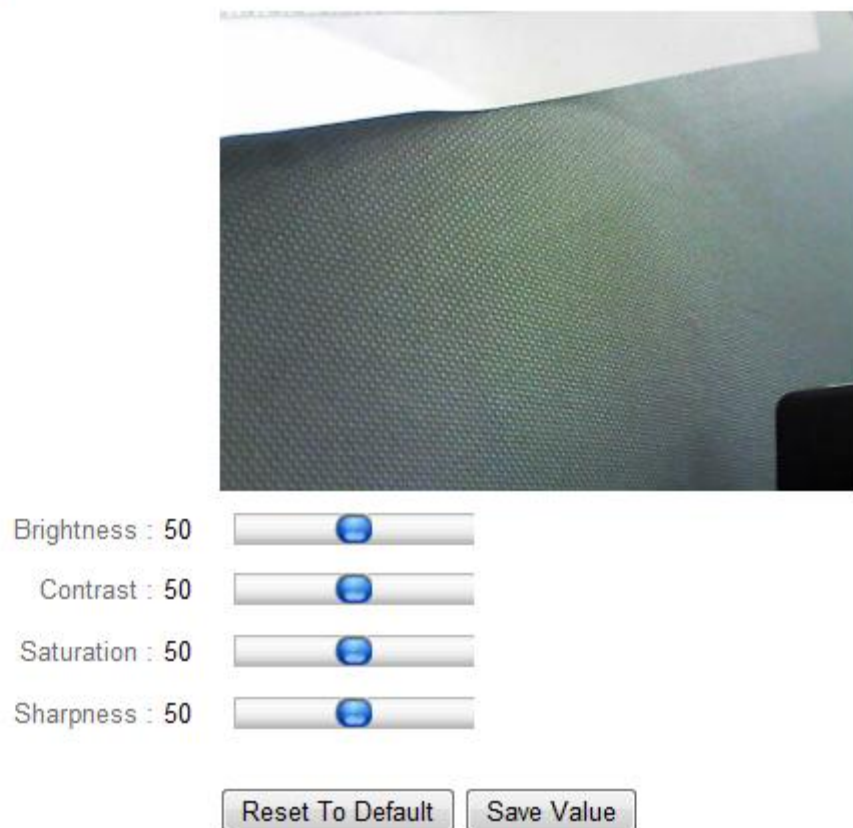 Brightness : 50
Contrast : 50
Saturation : 50
Sharpness : 50
Reset To Default Save Value